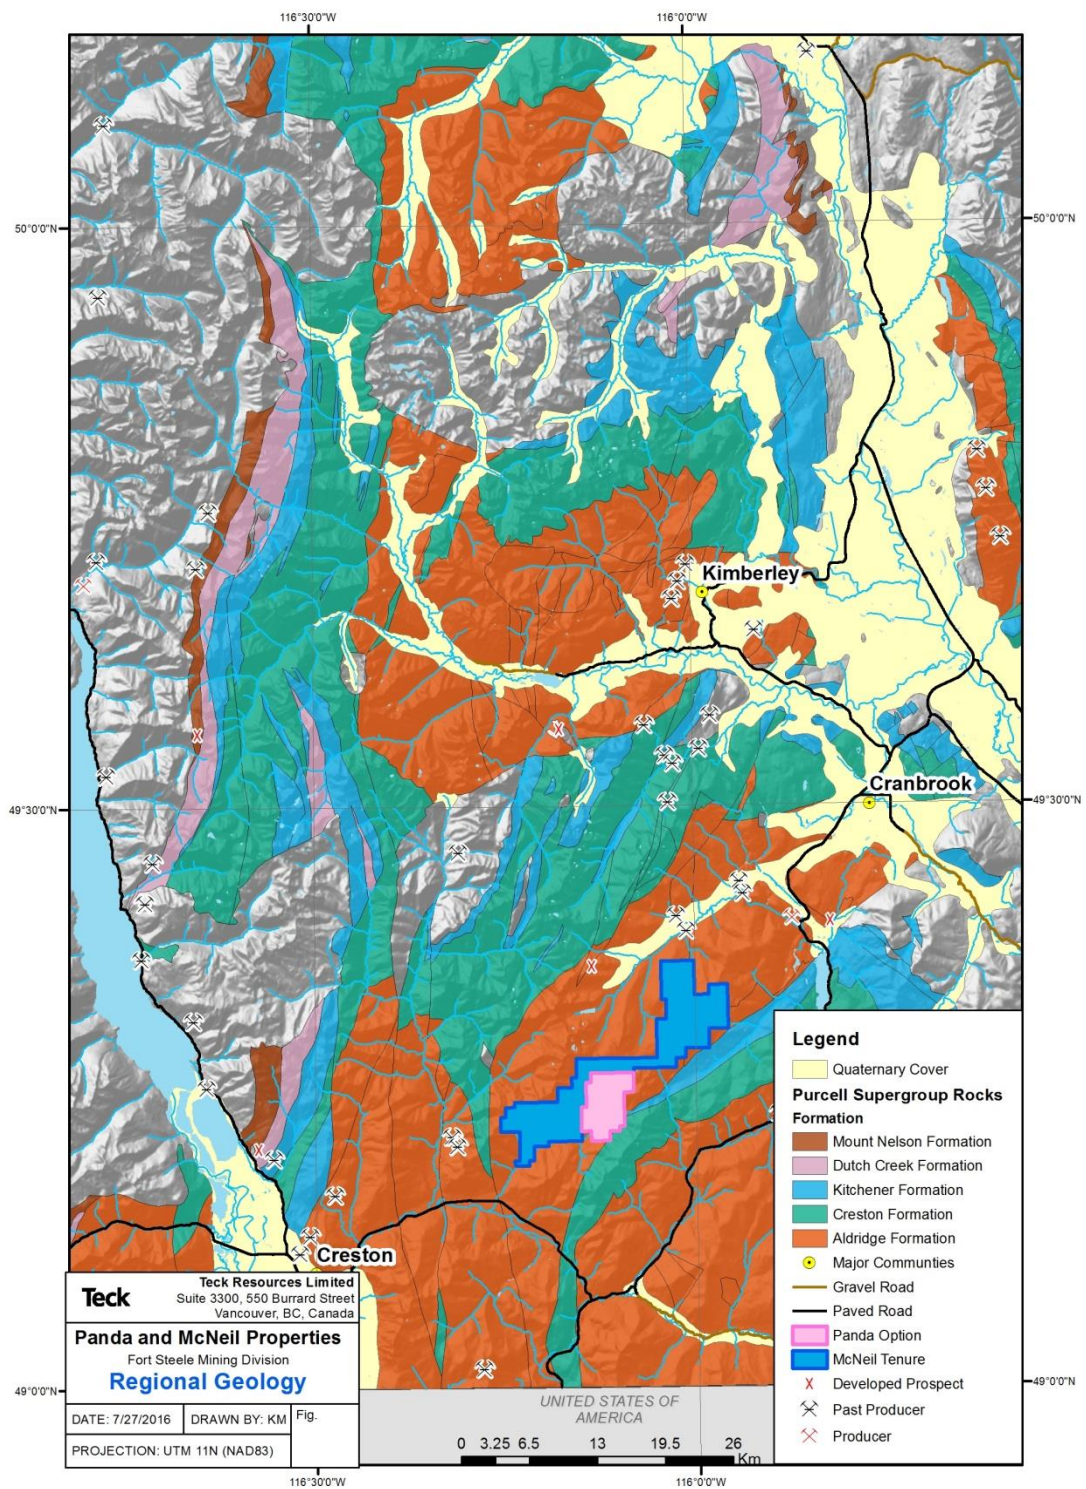 116°30'0"W
116°0'0"W
50°0'0"N
50°0'0"N
Kimberley
Cranbrook
49°30'0"N
49°30'0"N
Creston
Legend
Quaternary Cover
Purcell Supergroup Rocks
Formation
Mount Nelson Formation
Dutch Creek Formation
Kitchener Formation
Creston Formation
Aldridge Formation
Major Communties
Gravel Road
Paved Road
Panda Option
McNeil Tenure
Developed Prospect
Past Producer
Producer
Teck
Teck Resources Limited
Suite 3300, 550 Burrard Street
Vancouver, BC, Canada
Panda and McNeil Properties
Fort Steele Mining Division
Regional Geology
DATE: 7/27/2016
DRAWN BY: KM
Fig.
PROJECTION: UTM 11N (NAD83)
49°0'0"N
49°0'0"N
UNITED STATES OF
AMERICA
0 3.25 6.5 13 19.5 26
Km
116°30'0"W
116°0'0"W